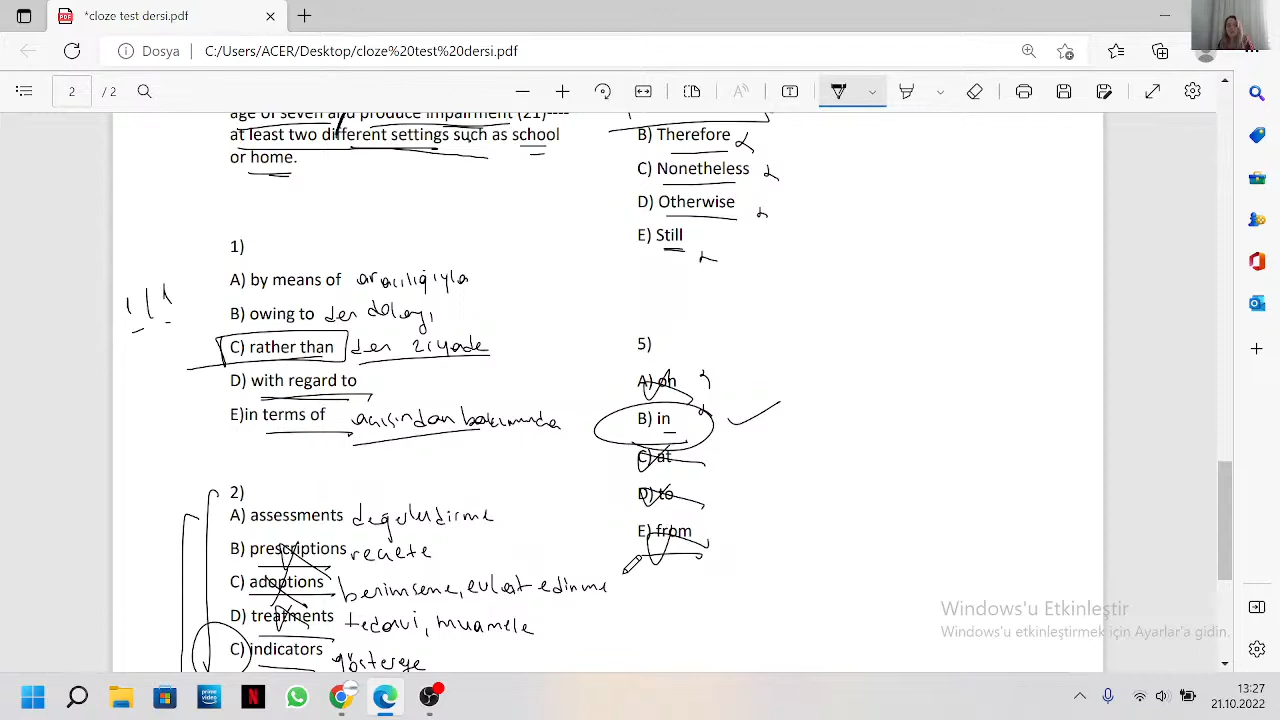 *cloze test dersi.pdf
Dosya
C:/Users/ACER/Desktop/cloze%20test%20dersi.pdf
2 / 2
age of seven and produce impairment (21)----
at least two different settings such as school
or home.
1)
A) by means of aracılığıyla
B) owing to den dolayı
C) rather than den ziyade
D) with regard to
E)in terms of açısından bakımında
2)
A) assessments değerlendirme
B) prescriptions reçete
C) adoptions benimseme, evlat edinme
D) treatments tedavi, muamele
C) indicators gösterge
B) Therefore
C) Nonetheless
D) Otherwise
E) Still
5)
A) on
B) in
C) at
D) to
E) from
Windows'u Etkinleştir
Windows'u etkinleştirmek için Ayarlar'a gidin.
prime video
N
13:27
21.10.2022